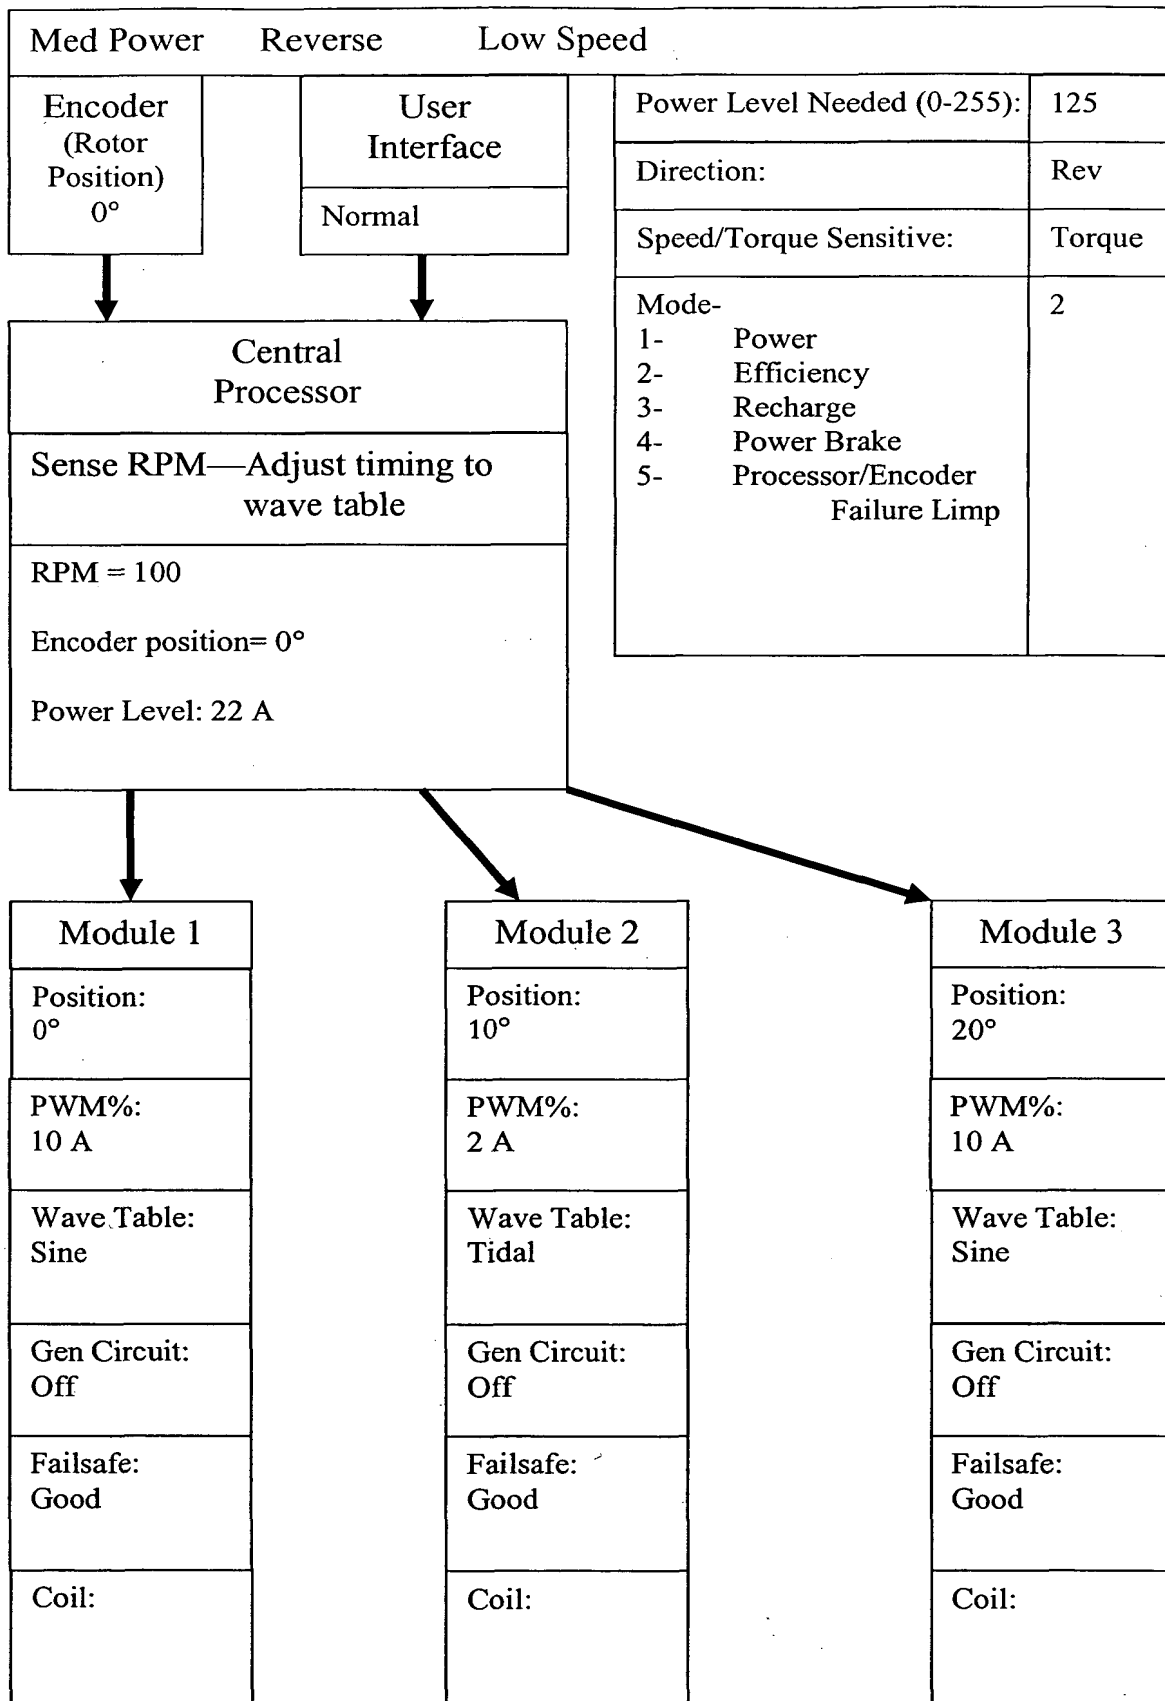 Med Power Reverse Low Speed
Encoder
(Rotor
Position)
0°
User
Interface
Normal
Power Level Needed (0-255): 125
Direction: Rev
Speed/Torque Sensitive: Torque
Mode- 2
1- Power
2- Efficiency
3- Recharge
4- Power Brake
5- Processor/Encoder
Failure Limp
Central
Processor
Sense RPM—Adjust timing to
wave table
RPM = 100
Encoder position= 0°
Power Level: 22 A
Module 1
Position:
0°
PWM%:
10 A
Wave Table:
Sine
Gen Circuit:
Off
Failsafe:
Good
Coil:
Module 2
Position:
10°
PWM%:
2 A
Wave Table:
Tidal
Gen Circuit:
Off
Failsafe:
Good
Coil:
Module 3
Position:
20°
PWM%:
10 A
Wave Table:
Sine
Gen Circuit:
Off
Failsafe:
Good
Coil: